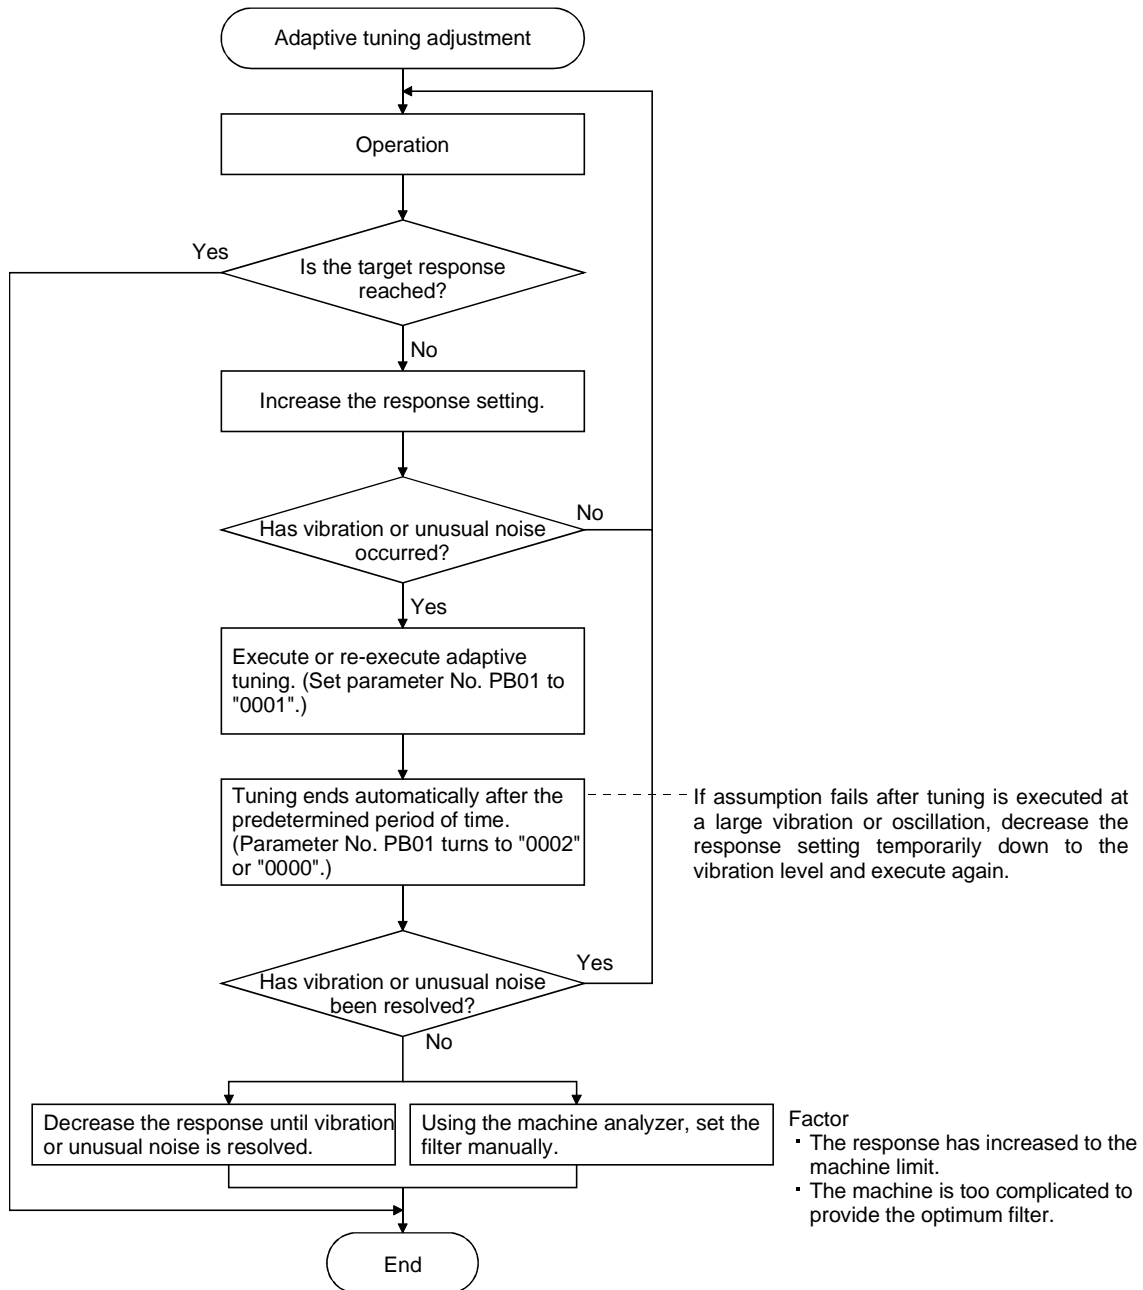 Adaptive tuning adjustment
Operation
Yes
Is the target response
reached?
No
Increase the response setting.
No
Has vibration or unusual noise
occurred?
Yes
Execute or re-execute adaptive
tuning. (Set parameter No. PB01 to
"0001".)
Tuning ends automatically after the
predetermined period of time.
(Parameter No. PB01 turns to "0002"
or "0000".)
If assumption fails after tuning is executed at
a large vibration or oscillation, decrease the
response setting temporarily down to the
vibration level and execute again.
Yes
Has vibration or unusual noise
been resolved?
No
Decrease the response until vibration
or unusual noise is resolved.
Using the machine analyzer, set the
filter manually.
Factor
・The response has increased to the
machine limit.
・The machine is too complicated to
provide the optimum filter.
End